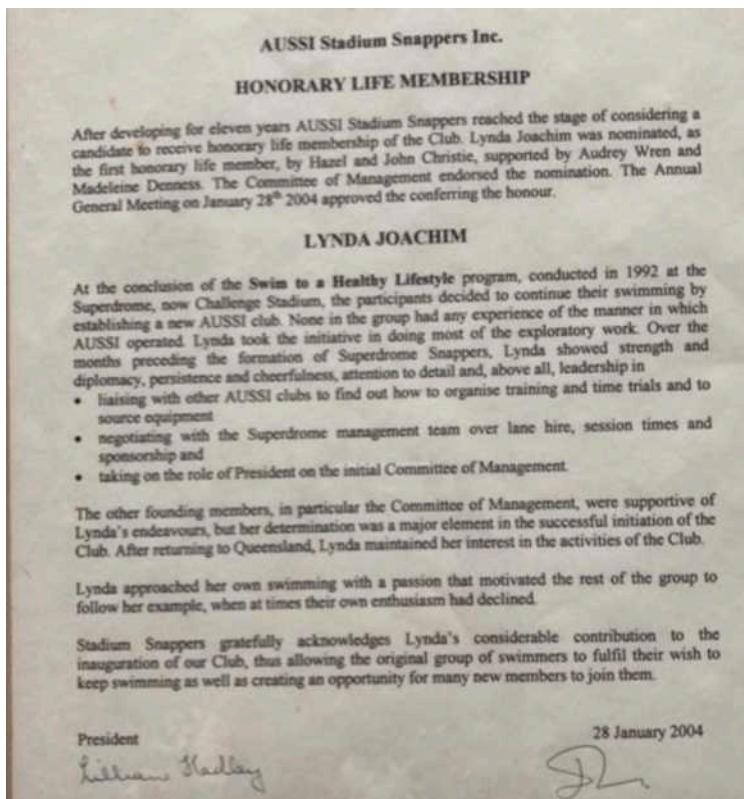 AUSSI Stadium Snappers Inc.
HONORARY LIFE MEMBERSHIP
After developing for eleven years AUSSI Stadium Snappers reached the stage of considering a
candidate to receive honorary life membership of the Club. Lynda Joachim was nominated, as
the first honorary life member, by Hazel and John Christie, supported by Audrey Wren and
Madeleine Denness. The Committee of Management endorsed the nomination. The Annual
General Meeting on January 28th 2004 approved the conferring the honour.
LYNDA JOACHIM
At the conclusion of the Swim to a Healthy Lifestyle program, conducted in 1992 at the
Superdrome, now Challenge Stadium, the participants decided to continue their swimming by
establishing a new AUSSI club. None in the group had any experience of the manner in which
AUSSI operated. Lynda took the initiative in doing most of the exploratory work. Over the
months preceding the formation of Superdrome Snappers, Lynda showed strength and
diplomacy, persistence and cheerfulness, attention to detail and, above all, leadership in
• liaising with other AUSSI clubs to find out how to organise training and time trials and to
source equipment
• negotiating with the Superdrome management team over lane hire, session times and
sponsorship and
• taking on the role of President on the initial Committee of Management.
The other founding members, in particular the Committee of Management, were supportive of
Lynda's endeavours, but her determination was a major element in the successful initiation of the
Club. After returning to Queensland, Lynda maintained her interest in the activities of the Club.
Lynda approached her own swimming with a passion that motivated the rest of the group to
follow her example, when at times their own enthusiasm had declined.
Stadium Snappers gratefully acknowledges Lynda's considerable contribution to the
inauguration of our Club, thus allowing the original group of swimmers to fulfil their wish to
keep swimming as well as creating an opportunity for many new members to join them.
President 28 January 2004
Lillian Hadley